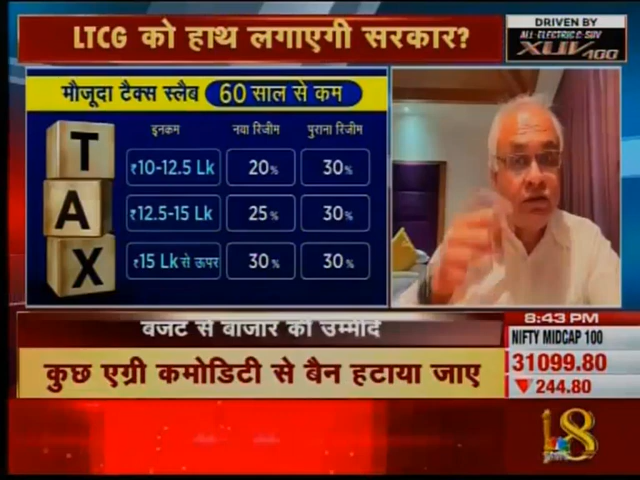 LTCG को हाथ लगाएगी सरकार?
DRIVEN BY
ALL-ELECTRIC SUV
XUV400
मौजूदा टैक्स स्लैब 60 साल से कम
TAX
इनकम नया रिजीम पुराना रिजीम
₹10-12.5 Lk 20% 30%
₹12.5-15 Lk 25% 30%
₹15 Lk से ऊपर 30% 30%
बजट से बाजार की उम्मीद
कुछ एग्री कमोडिटी से बैन हटाया जाए
8:43 PM
NIFTY MIDCAP 100
31099.80
▼244.80
18